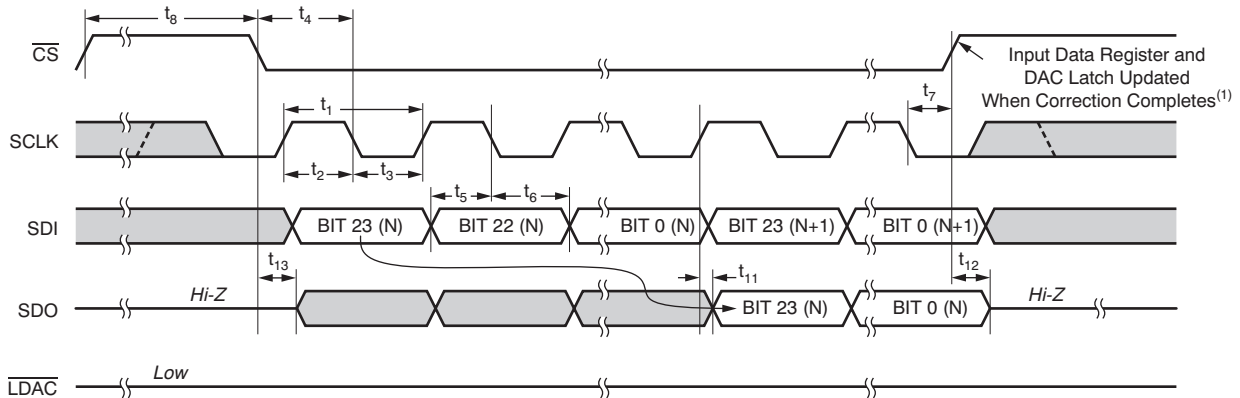 t8
t4
CS
Input Data Register and
DAC Latch Updated
When Correction Completes(1)
t7
t1
SCLK
t2
t3
t5
t6
SDI
BIT 23 (N)
BIT 22 (N)
BIT 0 (N)
BIT 23 (N+1)
BIT 0 (N+1)
t13
t11
t12
SDO
Hi-Z
BIT 23 (N)
BIT 0 (N)
Hi-Z
LDAC
Low